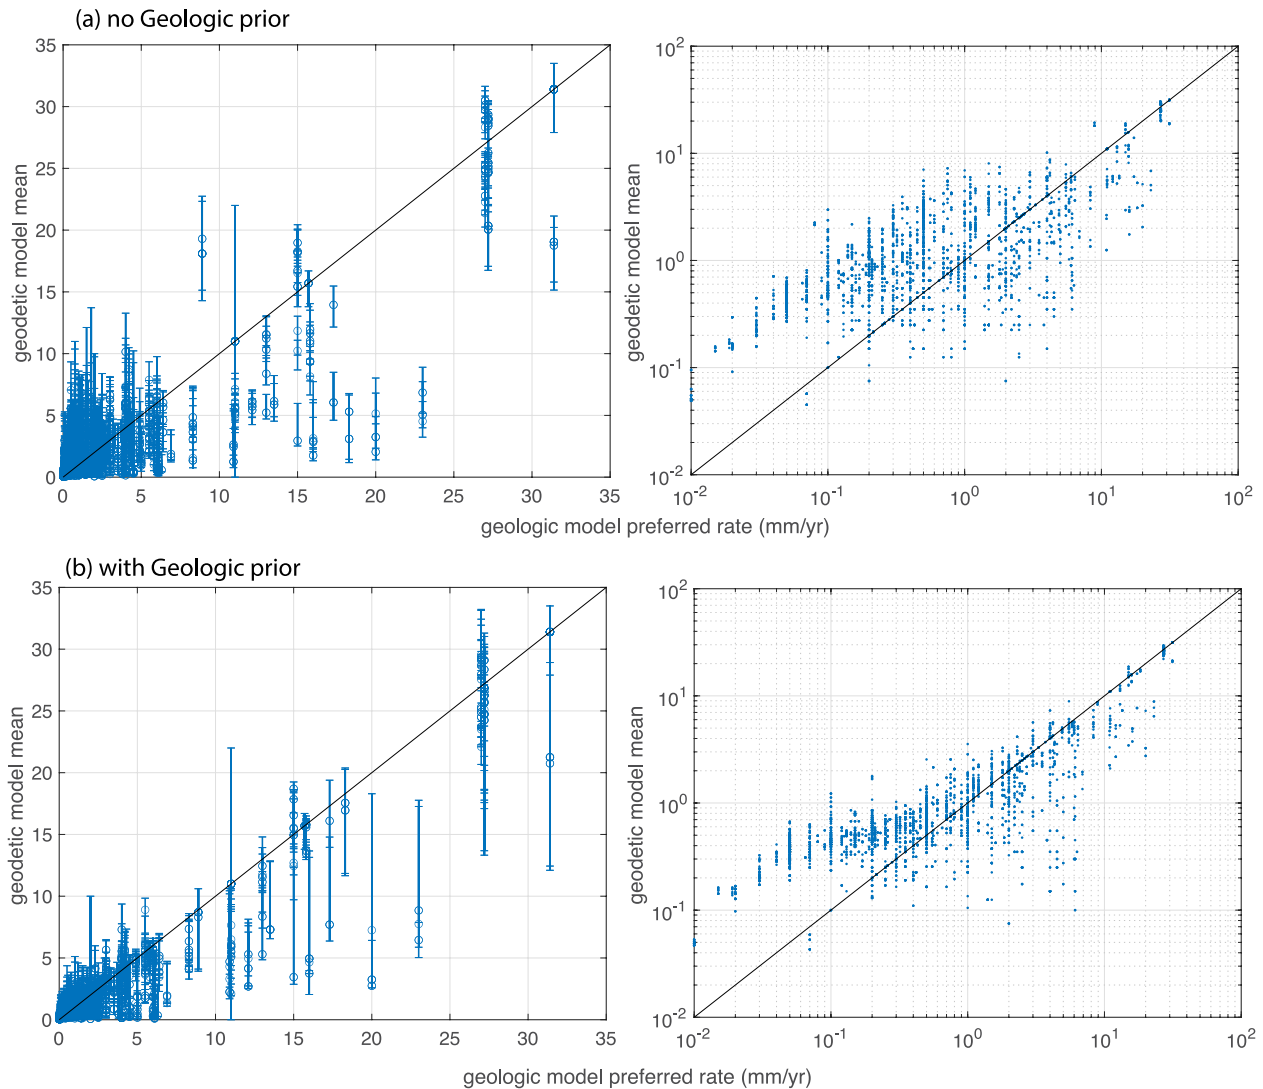 (a) no Geologic prior
35
30
25
20
15
10
5
0
geodetic model mean
0 5 10 15 20 25 30 35
10^2
10^1
10^0
10^-1
10^-2
geodetic model mean
10^-2 10^-1 10^0 10^1 10^2
geologic model preferred rate (mm/yr)
(b) with Geologic prior
35
30
25
20
15
10
5
0
geodetic model mean
0 5 10 15 20 25 30 35
10^2
10^1
10^0
10^-1
10^-2
geodetic model mean
10^-2 10^-1 10^0 10^1 10^2
geologic model preferred rate (mm/yr)